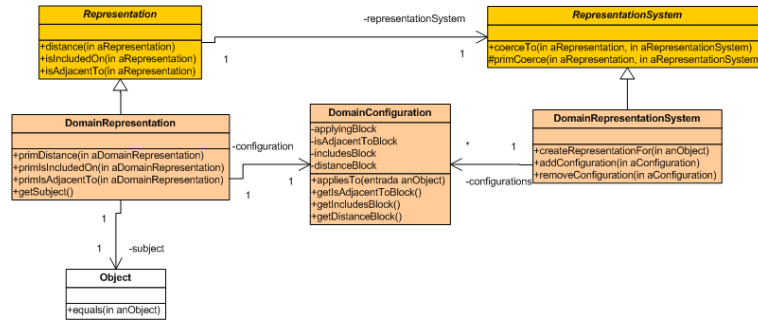 Representation
+distance(in aRepresentation)
+isIncludedOn(in aRepresentation)
+isAdjacentTo(in aRepresentation)
-representationSystem
1
1
RepresentationSystem
+coerceTo(in aRepresentation, in aRepresentationSystem)
#primCoerce(in aRepresentation, in aRepresentationSystem
DomainRepresentation
+primDistance(in aDomainRepresentation)
+primIsIncludedOn(in aDomainRepresentation)
+primIsAdjacentTo(in aDomainRepresentation)
+getSubject()
-configuration
1
1
DomainConfiguration
-applyingBlock
-isAdjacentToBlock
-includesBlock
-distanceBlock
+appliesTo(entrada anObject)
+getIsAdjacentToBlock()
+getIncludesBlock()
+getDistanceBlock()
*
1
-configurations
DomainRepresentationSystem
+createRepresentationFor(in anObject)
+addConfiguration(in aConfiguration)
+removeConfiguration(in aConfiguration)
1
1
-subject
Object
+equals(in anObject)